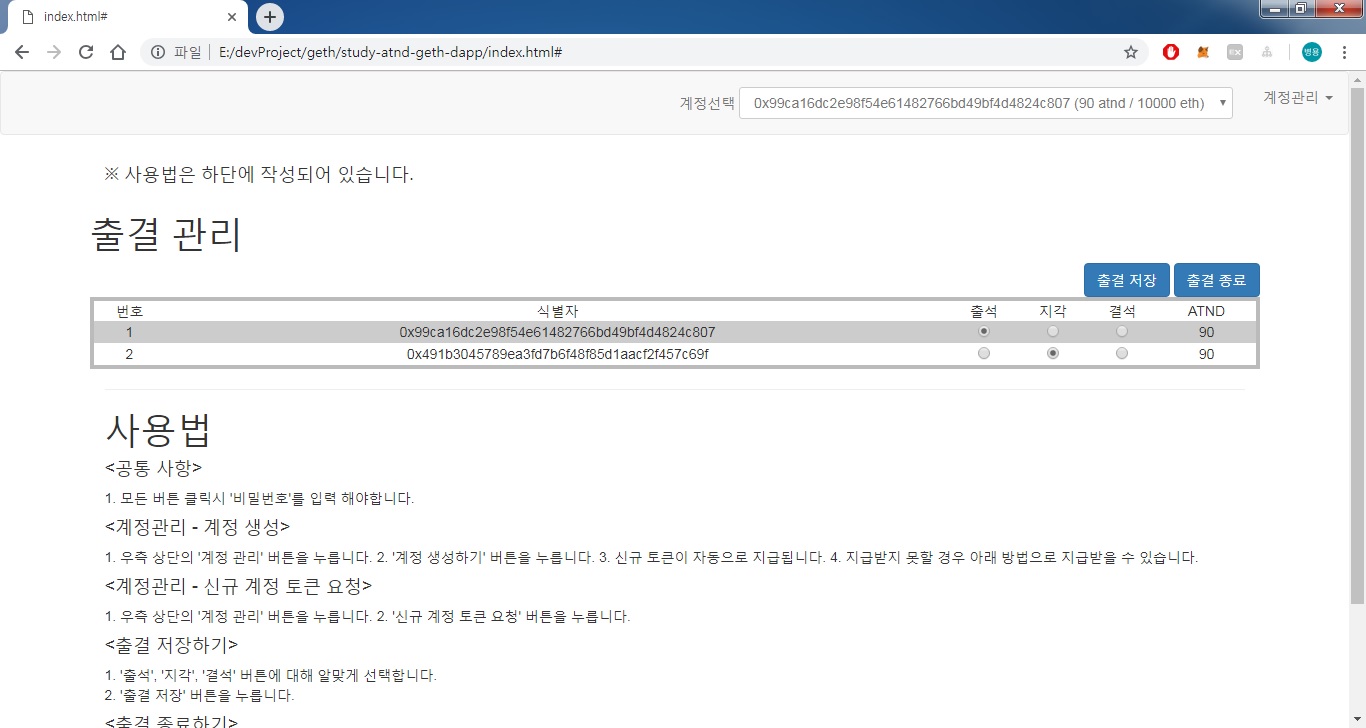 index.html#
파일 E:/devProject/geth/study-atnd-geth-dapp/index.html#
EX
병용
계정선택 0x99ca16dc2e98f54e61482766bd49bf4d4824c807 (90 atnd / 10000 eth) 계정관리
※ 사용법은 하단에 작성되어 있습니다.
출결 관리
출결 저장 출결 종료
번호 식별자 출석 지각 결석 ATND
1 0x99ca16dc2e98f54e61482766bd49bf4d4824c807 90
2 0x491b3045789ea3fd7b6f48f85d1aacf2f457c69f 90
사용법
<공통 사항>
1. 모든 버튼 클릭시 '비밀번호'를 입력 해야합니다.
<계정관리 - 계정 생성>
1. 우측 상단의 '계정 관리' 버튼을 누릅니다. 2. '계정 생성하기' 버튼을 누릅니다. 3. 신규 토큰이 자동으로 지급됩니다. 4. 지급받지 못할 경우 아래 방법으로 지급받을 수 있습니다.
<계정관리 - 신규 계정 토큰 요청>
1. 우측 상단의 '계정 관리' 버튼을 누릅니다. 2. '신규 계정 토큰 요청' 버튼을 누릅니다.
<출결 저장하기>
1. '출석', '지각', '결석' 버튼에 대해 알맞게 선택합니다.
2. '출결 저장' 버튼을 누릅니다.
<출결 종료하기>